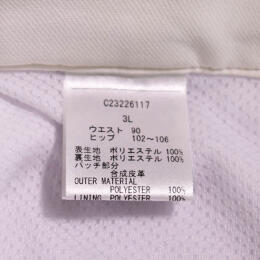 C23226117
3L
ウエスト 90
ヒップ 102～106
表生地 ポリエステル 100%
裏生地 ポリエステル 100%
パッチ部分
合成皮革
OUTER MATERIAL
POLYESTER 100%
LINING POLYESTER 100%